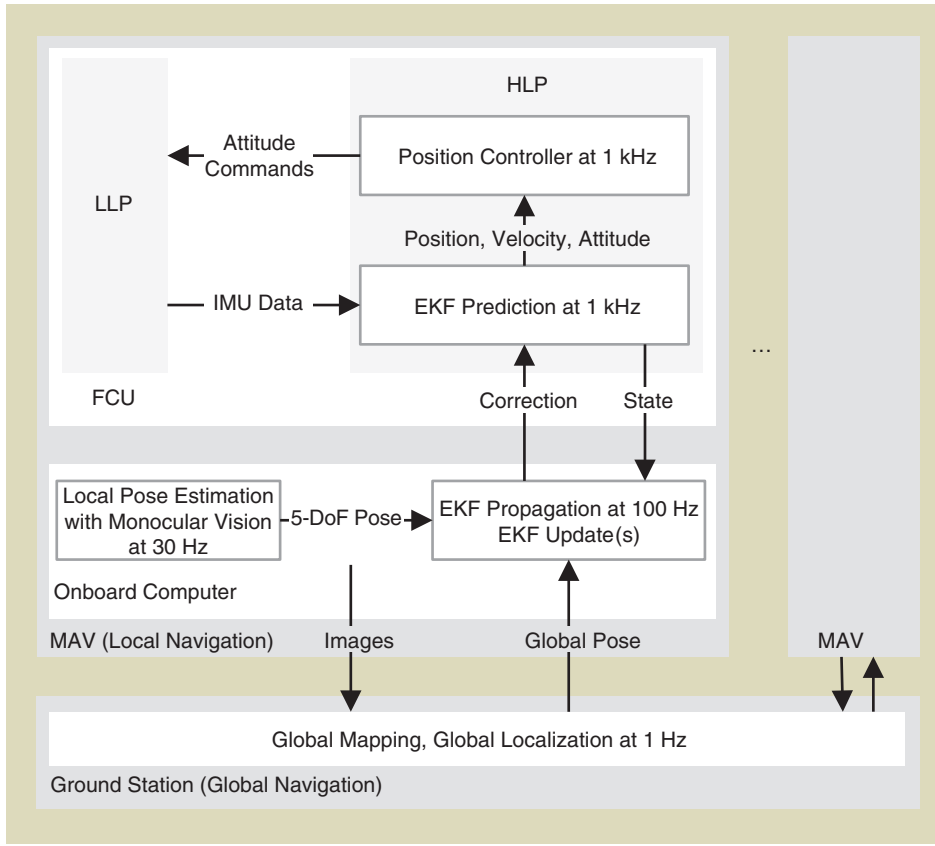 HLP
Attitude
Commands
Position Controller at 1 kHz
LLP
Position, Velocity, Attitude
IMU Data
EKF Prediction at 1 kHz
...
FCU
Correction
State
Local Pose Estimation
with Monocular Vision
at 30 Hz
5-DoF Pose
EKF Propagation at 100 Hz
EKF Update(s)
Onboard Computer
MAV (Local Navigation)
Images
Global Pose
MAV
Global Mapping, Global Localization at 1 Hz
Ground Station (Global Navigation)